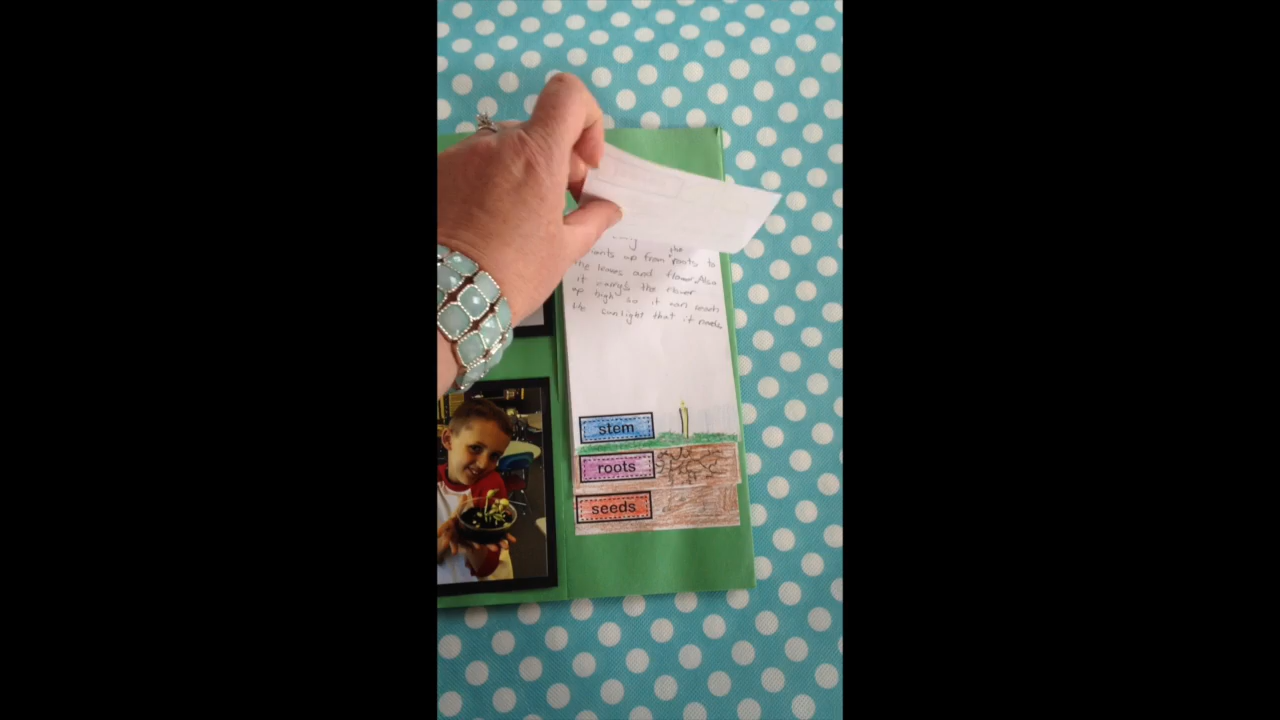 the
up from roots to
the leaves and flower. Also
it carrys the flower
up high so it can reach
the sunlight that it needs
stem
roots
seeds